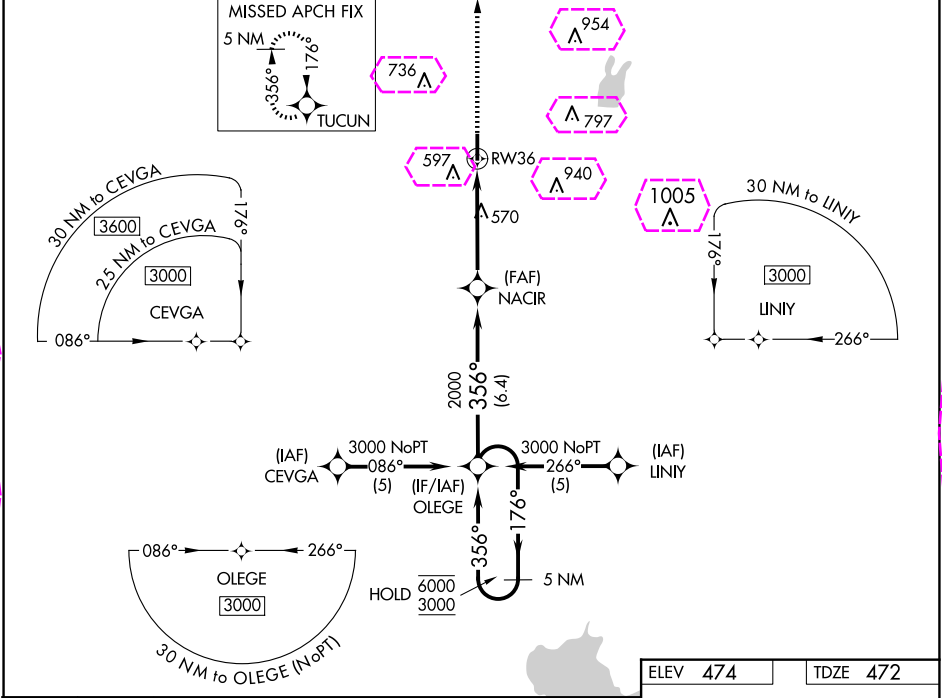 MISSED APCH FIX
5 NM
356°
176°
TUCUN
736
954
797
597
RW36
940
1005
570
30 NM to CEVGA
3600
25 NM to CEVGA
3000
CEVGA
176°
086°
30 NM to LINIY
176°
3000
LINIY
266°
(FAF)
NACIR
2000
356°
(6.4)
(IAF)
CEVGA
3000 NoPT
086°
(5)
(IF/IAF)
OLEGE
3000 NoPT
266°
(5)
(IAF)
LINIY
356°
176°
HOLD
6000
3000
5 NM
086°
266°
OLEGE
3000
30 NM to OLEGE (NoPT)
ELEV 474
TDZE 472